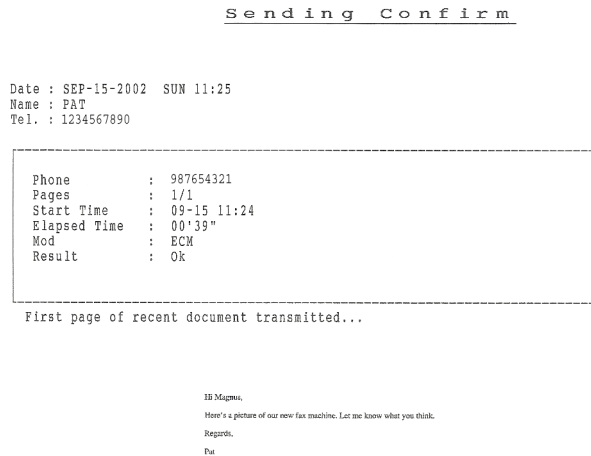 Sending Confirm
Date : SEP-15-2002 SUN 11:25
Name : PAT
Tel. : 1234567890
Phone : 987654321
Pages : 1/1
Start Time : 09-15 11:24
Elapsed Time : 00'39"
Mod : ECM
Result : Ok
First page of recent document transmitted...
Hi Magnus,
Here's a picture of our new fax machine. Let me know what you think.
Regards,
Pat